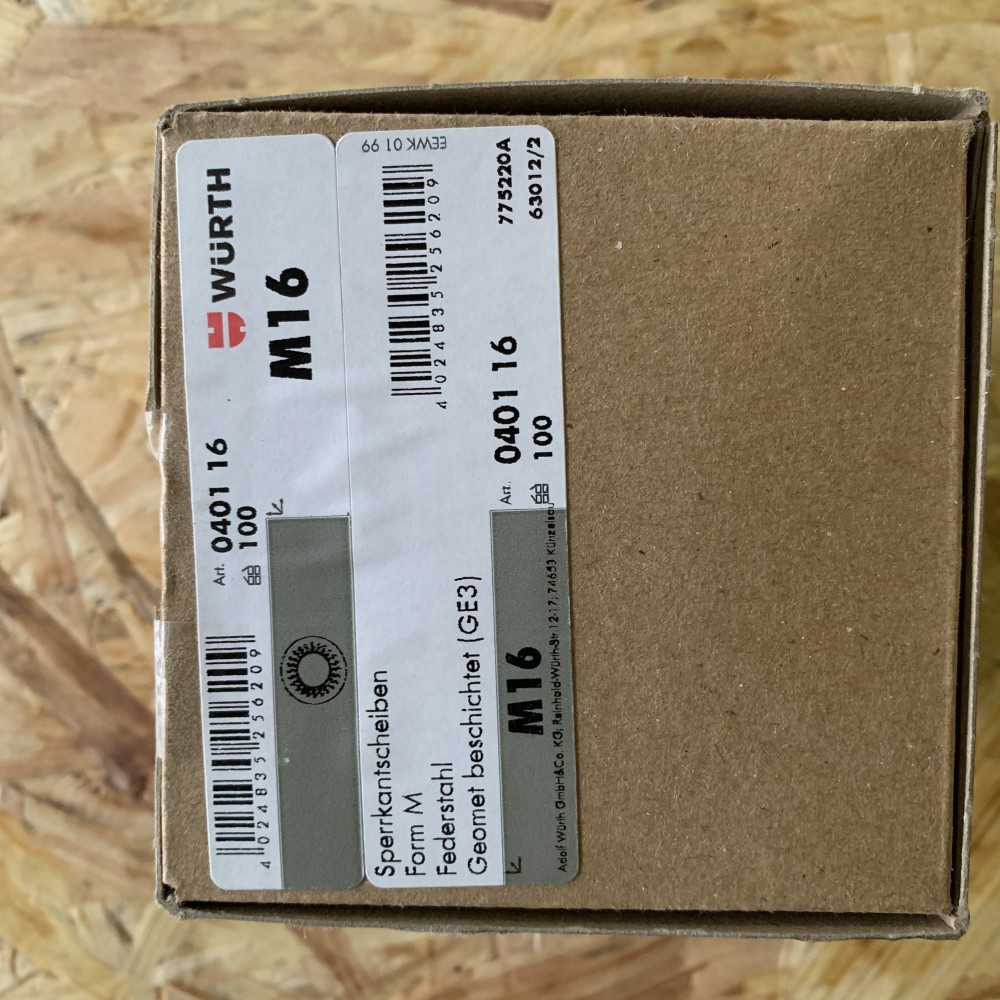 WÜRTH
M16
Art. 0401 16
100
4 024835 256209
EEWK 01 99
4 024835 256209
775220A
63012/2
Sperrkantscheiben
Form M
Federstahl
Geomet beschichtet (GE3)
Art. 0401 16
100
M16
Adolf Würth GmbH&Co. KG, Reinhold-Würth-Str. 12-17, 74653 Künzelsau